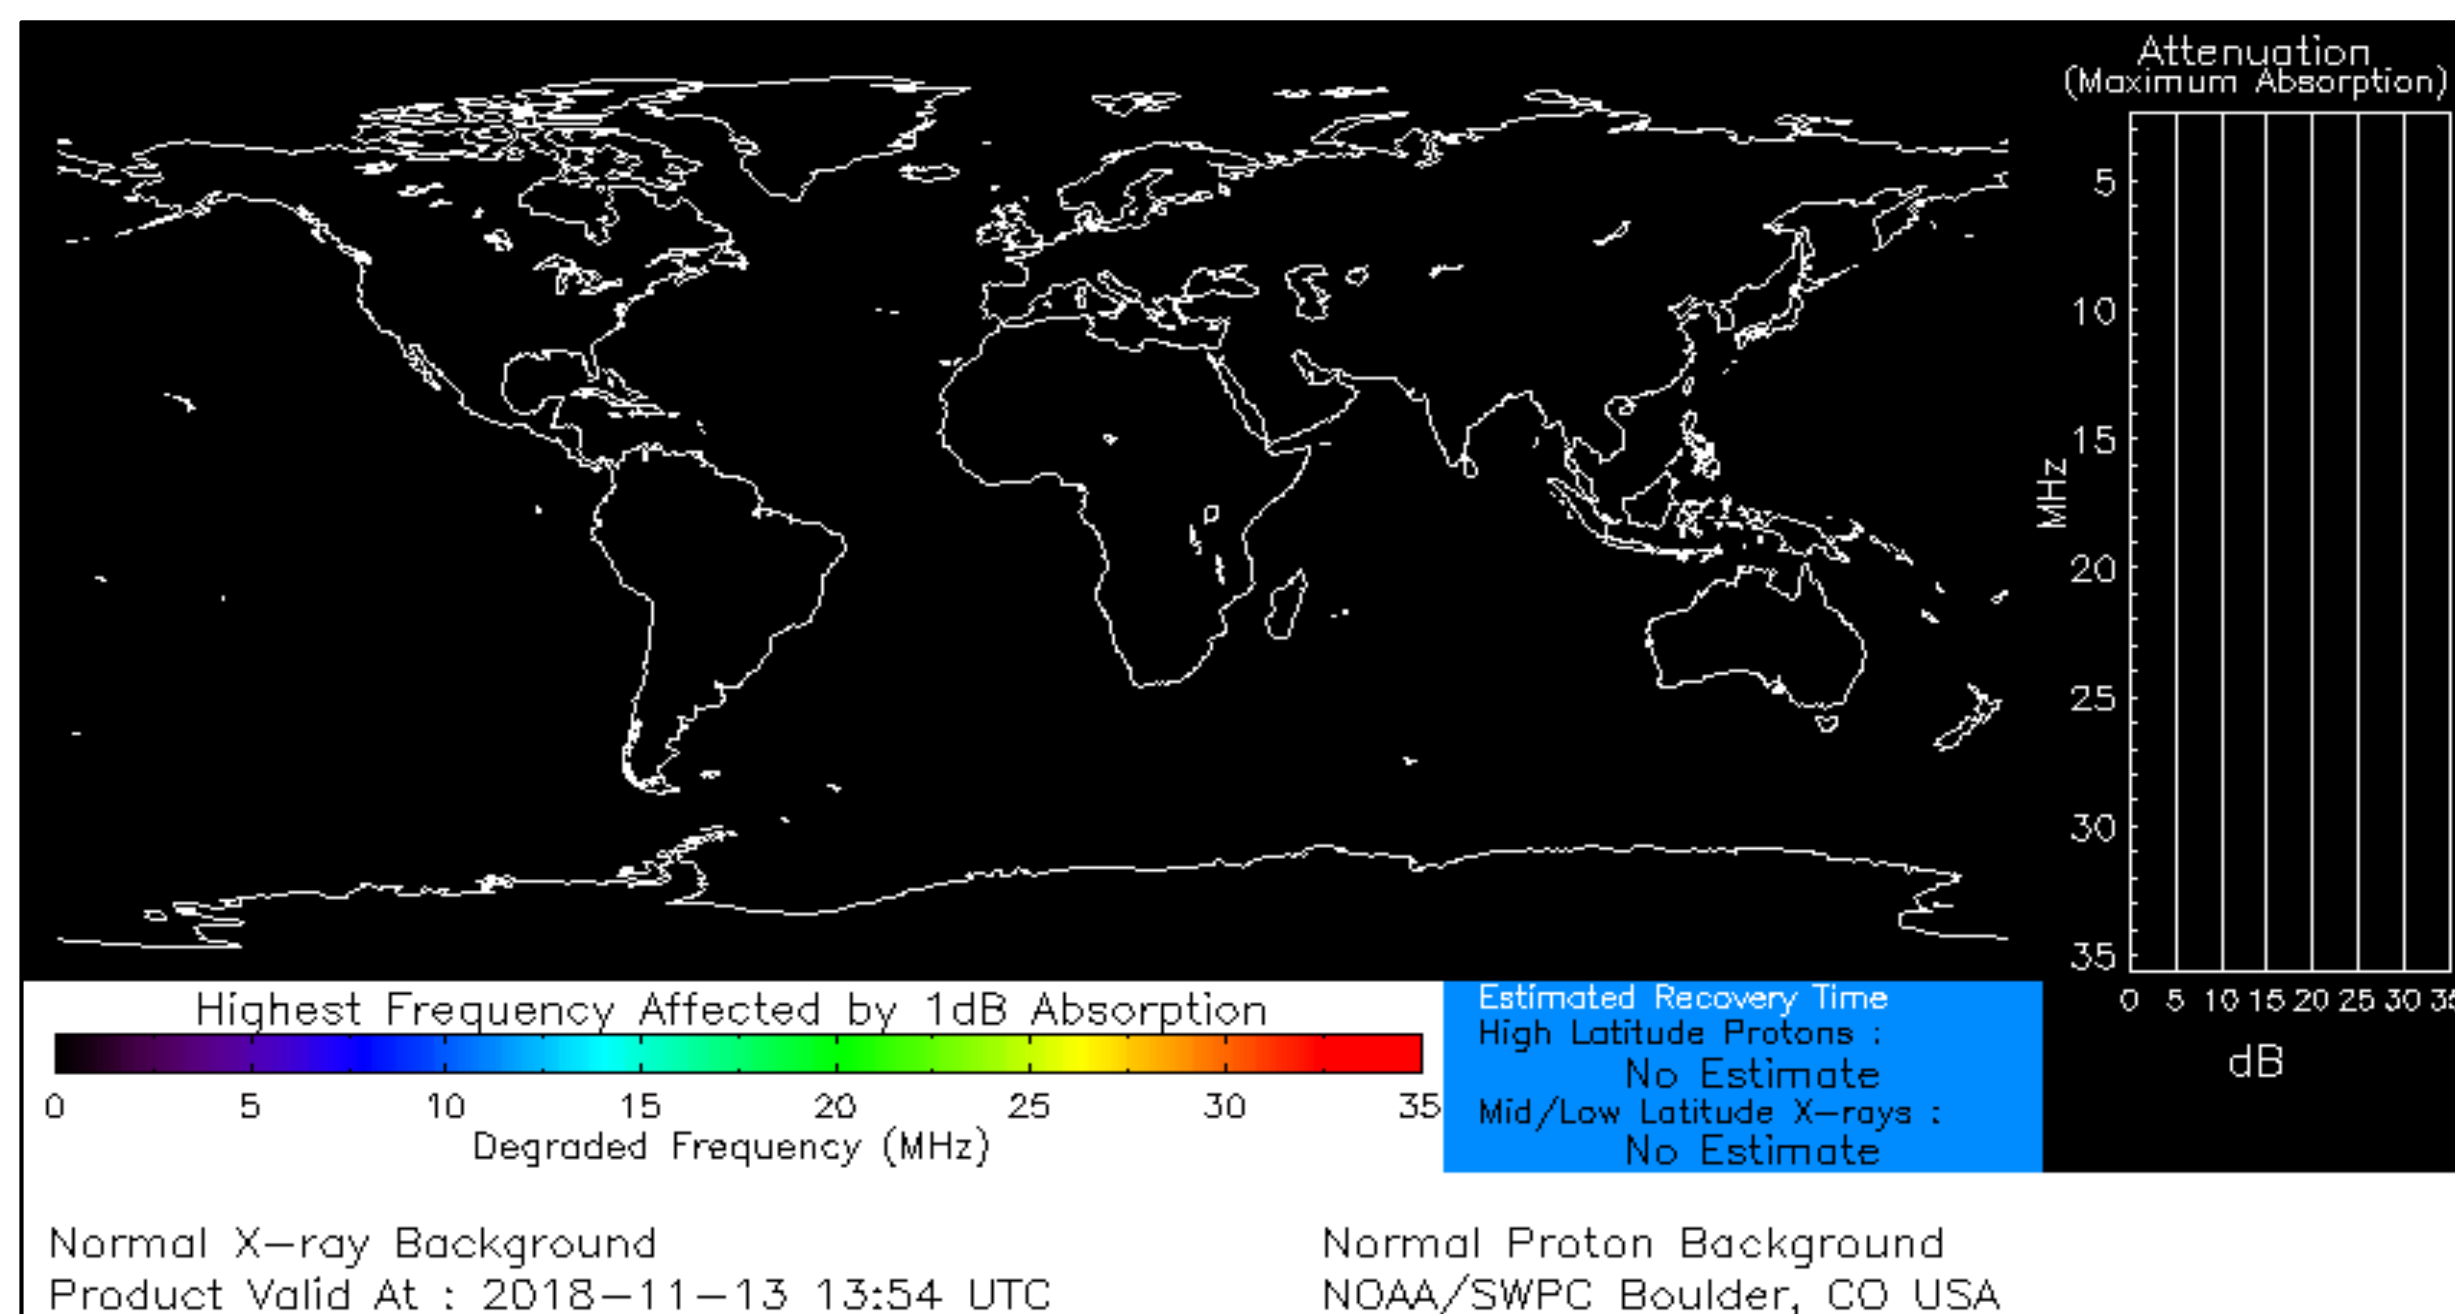 Attenuation
(Maximum Absorption)
5
10
15
20
25
30
35
MHz
0 5 10 15 20 25 30 35
dB
Highest Frequency Affected by 1dB Absorption
0 5 10 15 20 25 30 35
Degraded Frequency (MHz)
Estimated Recovery Time
High Latitude Protons :
No Estimate
Mid/Low Latitude X-rays :
No Estimate
Normal X-ray Background
Product Valid At : 2018-11-13 13:54 UTC
Normal Proton Background
NOAA/SWPC Boulder, CO USA